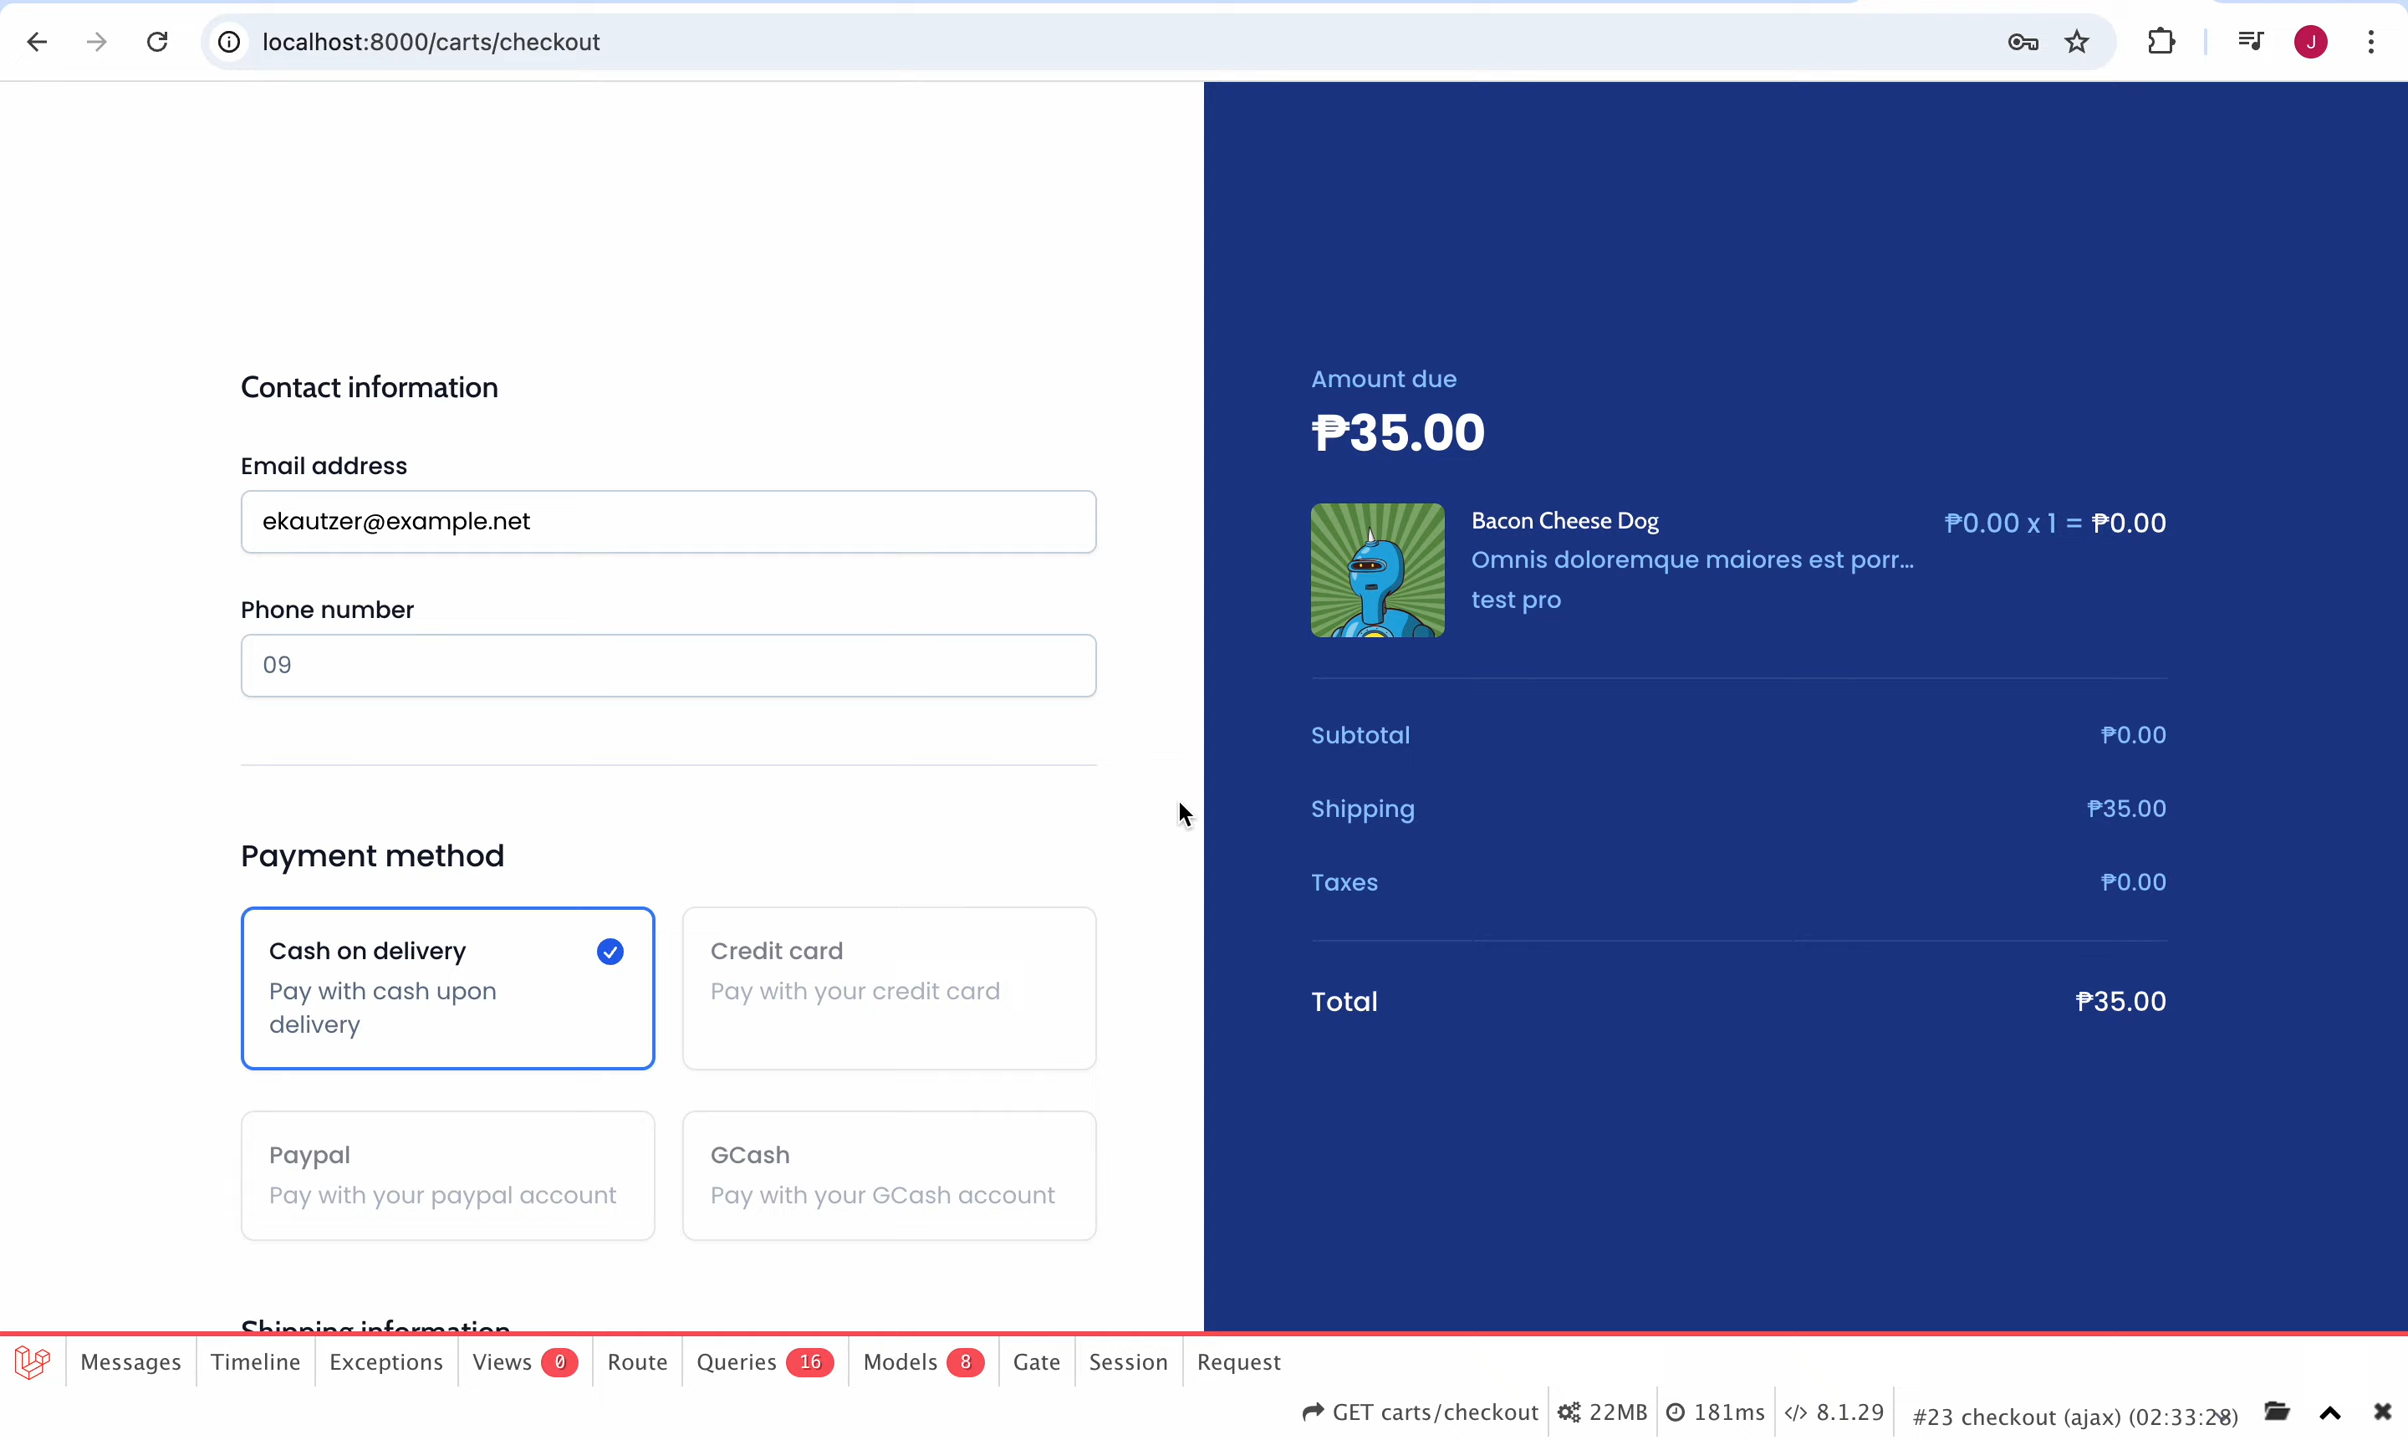 localhost:8000/carts/checkout
J
Contact information
Email address
ekautzer@example.net
Phone number
09
Payment method
Cash on delivery
Pay with cash upon
delivery
Credit card
Pay with your credit card
Paypal
Pay with your paypal account
GCash
Pay with your GCash account
Shipping information
Amount due
₱35.00
Bacon Cheese Dog
₱0.00 x 1 = ₱0.00
Omnis doloremque maiores est porr...
test pro
Subtotal ₱0.00
Shipping ₱35.00
Taxes ₱0.00
Total ₱35.00
Messages Timeline Exceptions Views 0 Route Queries 16 Models 8 Gate Session Request
GET carts/checkout 22MB 181ms </> 8.1.29 #23 checkout (ajax) (02:33:28)